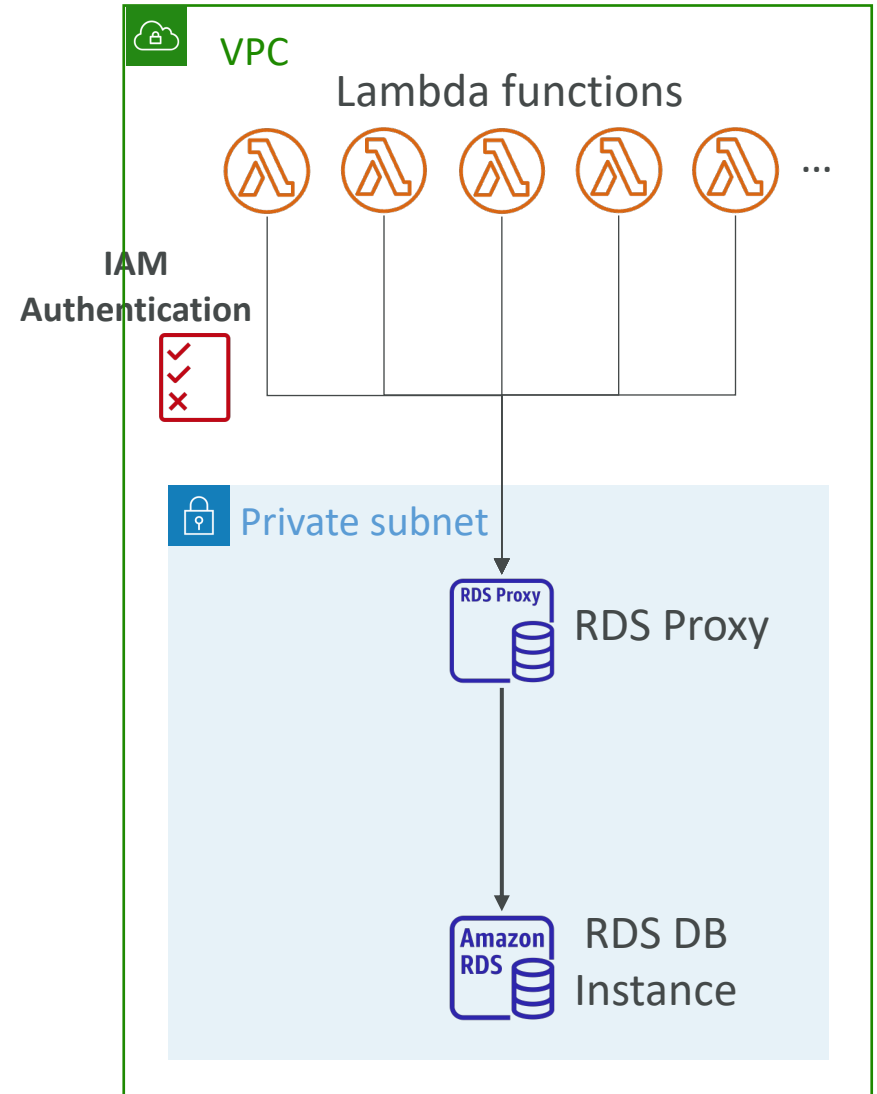 VPC
Lambda functions
...
IAM
Authentication
Private subnet
RDS Proxy
RDS Proxy
Amazon
RDS
RDS DB
Instance